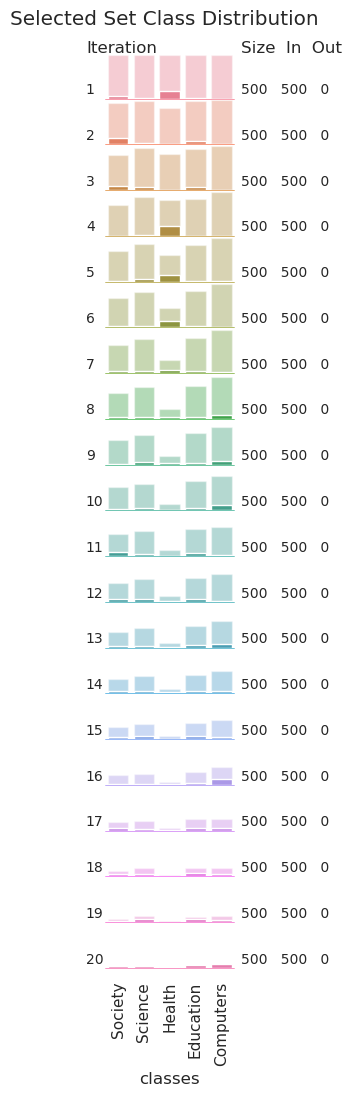 Selected Set Class Distribution
Iteration Size In Out
1 500 500 0
2 500 500 0
3 500 500 0
4 500 500 0
5 500 500 0
6 500 500 0
7 500 500 0
8 500 500 0
9 500 500 0
10 500 500 0
11 500 500 0
12 500 500 0
13 500 500 0
14 500 500 0
15 500 500 0
16 500 500 0
17 500 500 0
18 500 500 0
19 500 500 0
20 500 500 0
Society
Science
Health
Education
Computers
classes